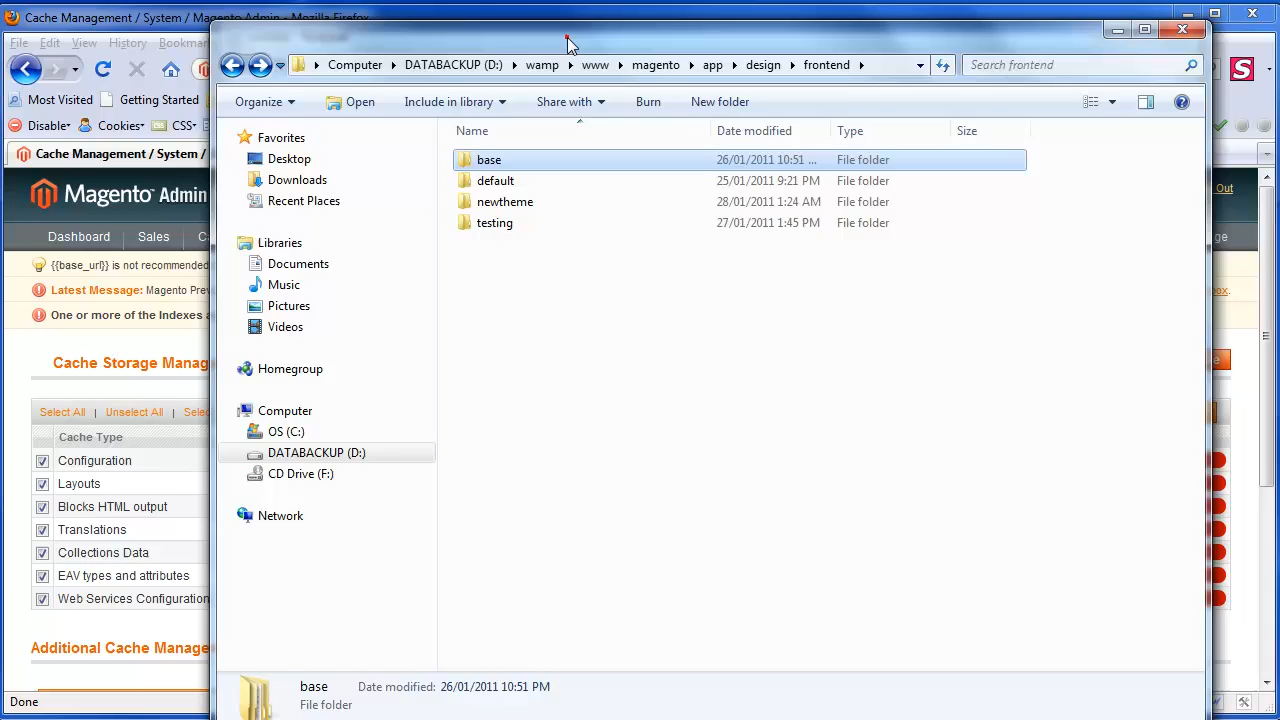 Cache Management / System / Magento Admin - Mozilla Firefox
File Edit View History Bookmar
Computer DATABACKUP (D:) wamp www magento app design frontend
Search frontend
Organize Open Include in library Share with Burn New folder
Most Visited Getting Started
Disable Cookies CSS
Cache Management / System /
Magento Admin
Out
Dashboard Sales C
ge
{{base_url}} is not recommended
Latest Message: Magento Prev
box.
One or more of the Indexes a
Cache Storage Manag
e
Select All | Unselect All | Selec
Cache Type
Configuration
Layouts
Blocks HTML output
Translations
Collections Data
EAV types and attributes
Web Services Configuration
Additional Cache Manage
Done
Favorites
Desktop
Downloads
Recent Places
Libraries
Documents
Music
Pictures
Videos
Homegroup
Computer
OS (C:)
DATABACKUP (D:)
CD Drive (F:)
Network
Name Date modified Type Size
base 26/01/2011 10:51 ... File folder
default 25/01/2011 9:21 PM File folder
newtheme 28/01/2011 1:24 AM File folder
testing 27/01/2011 1:45 PM File folder
base Date modified: 26/01/2011 10:51 PM
File folder